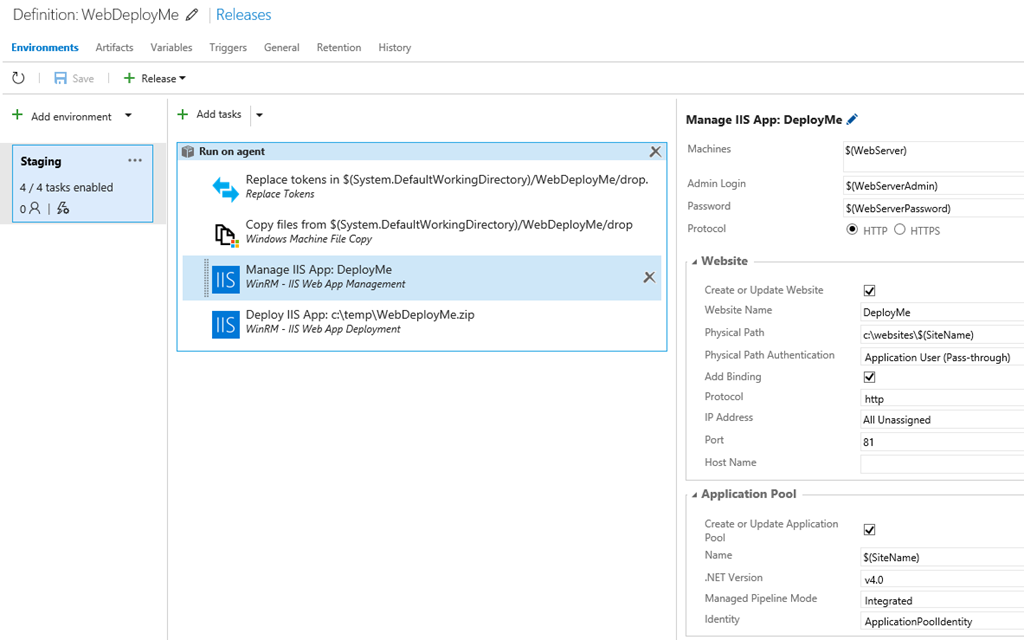 Definition: WebDeployMe | Releases
Environments Artifacts Variables Triggers General Retention History
Save Release
Add environment
Staging ...
4 / 4 tasks enabled
0
Add tasks
Run on agent
Replace tokens in $(System.DefaultWorkingDirectory)/WebDeployMe/drop.
Replace Tokens
Copy files from $(System.DefaultWorkingDirectory)/WebDeployMe/drop
Windows Machine File Copy
IIS
Manage IIS App: DeployMe
WinRM - IIS Web App Management
IIS
Deploy IIS App: c:\temp\WebDeployMe.zip
WinRM - IIS Web App Deployment
Manage IIS App: DeployMe
Machines $(WebServer)
Admin Login $(WebServerAdmin)
Password $(WebServerPassword)
Protocol HTTP HTTPS
Website
Create or Update Website
Website Name DeployMe
Physical Path c:\websites\$(SiteName)
Physical Path Authentication Application User (Pass-through)
Add Binding
Protocol http
IP Address All Unassigned
Port 81
Host Name
Application Pool
Create or Update Application
Pool
Name $(SiteName)
.NET Version v4.0
Managed Pipeline Mode Integrated
Identity ApplicationPoolIdentity